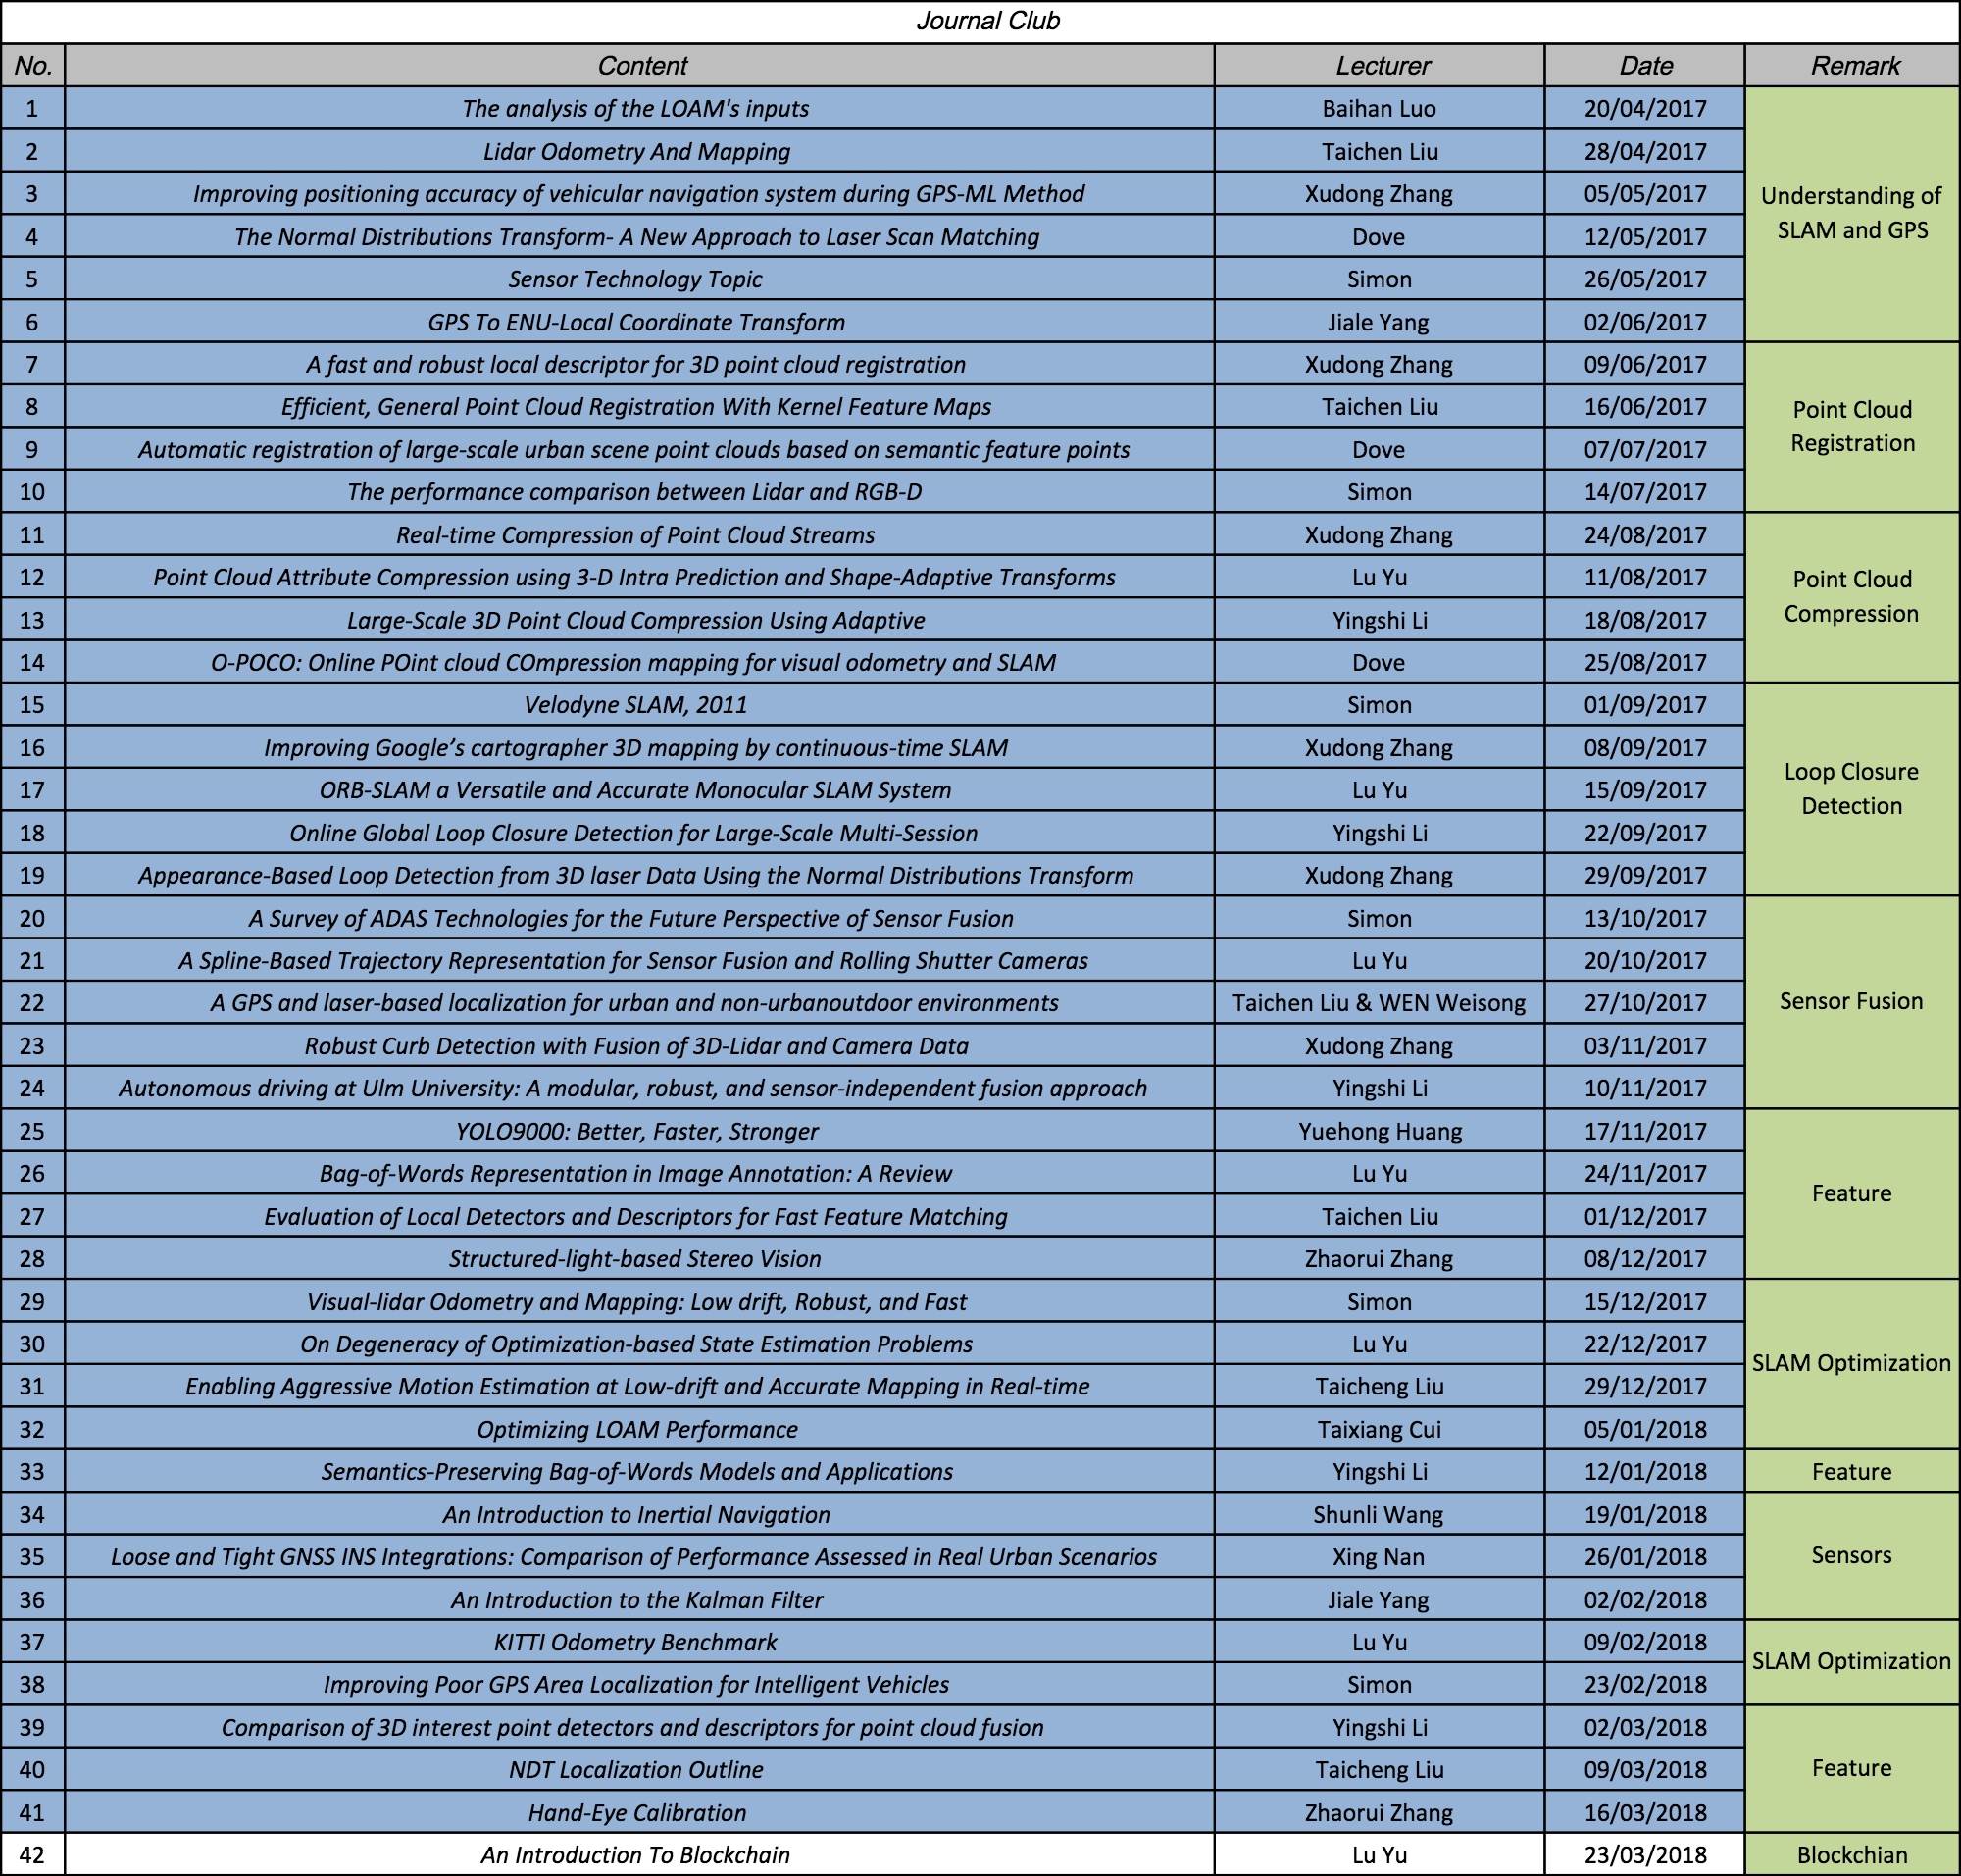 Journal Club
No. Content Lecturer Date Remark
1 The analysis of the LOAM's inputs Baihan Luo 20/04/2017
2 Lidar Odometry And Mapping Taichen Liu 28/04/2017
3 Improving positioning accuracy of vehicular navigation system during GPS-ML Method Xudong Zhang 05/05/2017
Understanding of
SLAM and GPS
4 The Normal Distributions Transform- A New Approach to Laser Scan Matching Dove 12/05/2017
5 Sensor Technology Topic Simon 26/05/2017
6 GPS To ENU-Local Coordinate Transform Jiale Yang 02/06/2017
7 A fast and robust local descriptor for 3D point cloud registration Xudong Zhang 09/06/2017
8 Efficient, General Point Cloud Registration With Kernel Feature Maps Taichen Liu 16/06/2017
Point Cloud
Registration
9 Automatic registration of large-scale urban scene point clouds based on semantic feature points Dove 07/07/2017
10 The performance comparison between Lidar and RGB-D Simon 14/07/2017
11 Real-time Compression of Point Cloud Streams Xudong Zhang 24/08/2017
12 Point Cloud Attribute Compression using 3-D Intra Prediction and Shape-Adaptive Transforms Lu Yu 11/08/2017
Point Cloud
Compression
13 Large-Scale 3D Point Cloud Compression Using Adaptive Yingshi Li 18/08/2017
14 O-POCO: Online POint cloud COmpression mapping for visual odometry and SLAM Dove 25/08/2017
15 Velodyne SLAM, 2011 Simon 01/09/2017
16 Improving Google’s cartographer 3D mapping by continuous-time SLAM Xudong Zhang 08/09/2017
Loop Closure
Detection
17 ORB-SLAM a Versatile and Accurate Monocular SLAM System Lu Yu 15/09/2017
18 Online Global Loop Closure Detection for Large-Scale Multi-Session Yingshi Li 22/09/2017
19 Appearance-Based Loop Detection from 3D laser Data Using the Normal Distributions Transform Xudong Zhang 29/09/2017
20 A Survey of ADAS Technologies for the Future Perspective of Sensor Fusion Simon 13/10/2017
21 A Spline-Based Trajectory Representation for Sensor Fusion and Rolling Shutter Cameras Lu Yu 20/10/2017
22 A GPS and laser-based localization for urban and non-urbanoutdoor environments Taichen Liu & WEN Weisong 27/10/2017 Sensor Fusion
23 Robust Curb Detection with Fusion of 3D-Lidar and Camera Data Xudong Zhang 03/11/2017
24 Autonomous driving at Ulm University: A modular, robust, and sensor-independent fusion approach Yingshi Li 10/11/2017
25 YOLO9000: Better, Faster, Stronger Yuehong Huang 17/11/2017
26 Bag-of-Words Representation in Image Annotation: A Review Lu Yu 24/11/2017
Feature
27 Evaluation of Local Detectors and Descriptors for Fast Feature Matching Taichen Liu 01/12/2017
28 Structured-light-based Stereo Vision Zhaorui Zhang 08/12/2017
29 Visual-lidar Odometry and Mapping: Low drift, Robust, and Fast Simon 15/12/2017
30 On Degeneracy of Optimization-based State Estimation Problems Lu Yu 22/12/2017
SLAM Optimization
31 Enabling Aggressive Motion Estimation at Low-drift and Accurate Mapping in Real-time Taicheng Liu 29/12/2017
32 Optimizing LOAM Performance Taixiang Cui 05/01/2018
33 Semantics-Preserving Bag-of-Words Models and Applications Yingshi Li 12/01/2018 Feature
34 An Introduction to Inertial Navigation Shunli Wang 19/01/2018
35 Loose and Tight GNSS INS Integrations: Comparison of Performance Assessed in Real Urban Scenarios Xing Nan 26/01/2018 Sensors
36 An Introduction to the Kalman Filter Jiale Yang 02/02/2018
37 KITTI Odometry Benchmark Lu Yu 09/02/2018
SLAM Optimization
38 Improving Poor GPS Area Localization for Intelligent Vehicles Simon 23/02/2018
39 Comparison of 3D interest point detectors and descriptors for point cloud fusion Yingshi Li 02/03/2018
40 NDT Localization Outline Taicheng Liu 09/03/2018 Feature
41 Hand-Eye Calibration Zhaorui Zhang 16/03/2018
42 An Introduction To Blockchain Lu Yu 23/03/2018 Blockchian